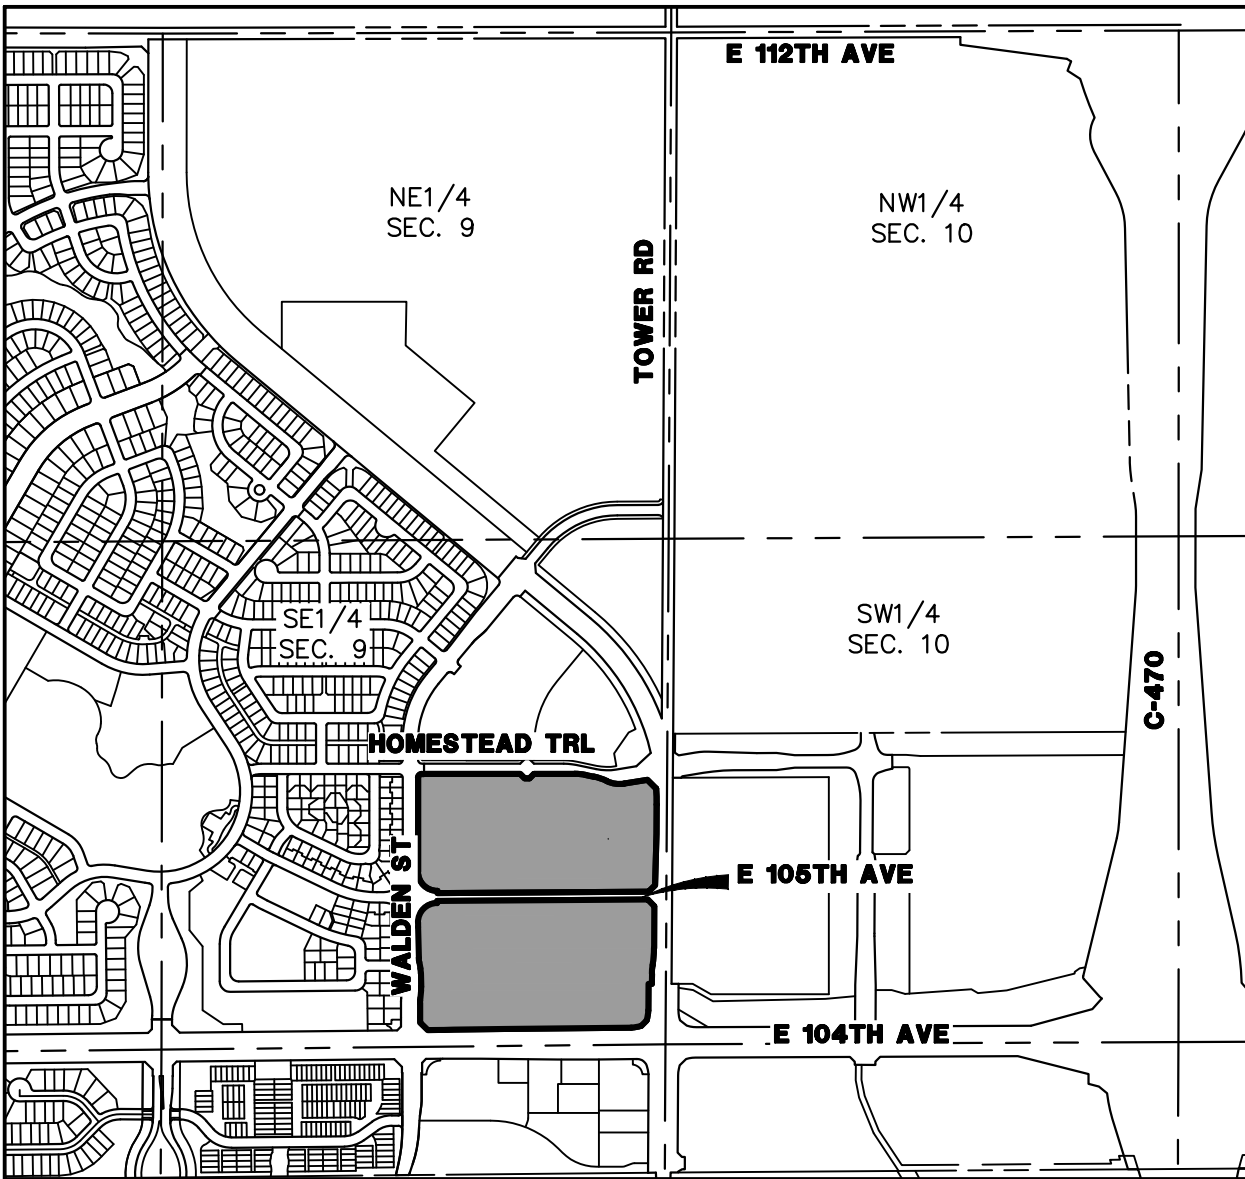 E 112TH AVE
NE1/4
SEC. 9
NW1/4
SEC. 10
TOWER RD
SE1/4
SEC. 9
SW1/4
SEC. 10
C-470
HOMESTEAD TRL
WALDEN ST
E 105TH AVE
E 104TH AVE